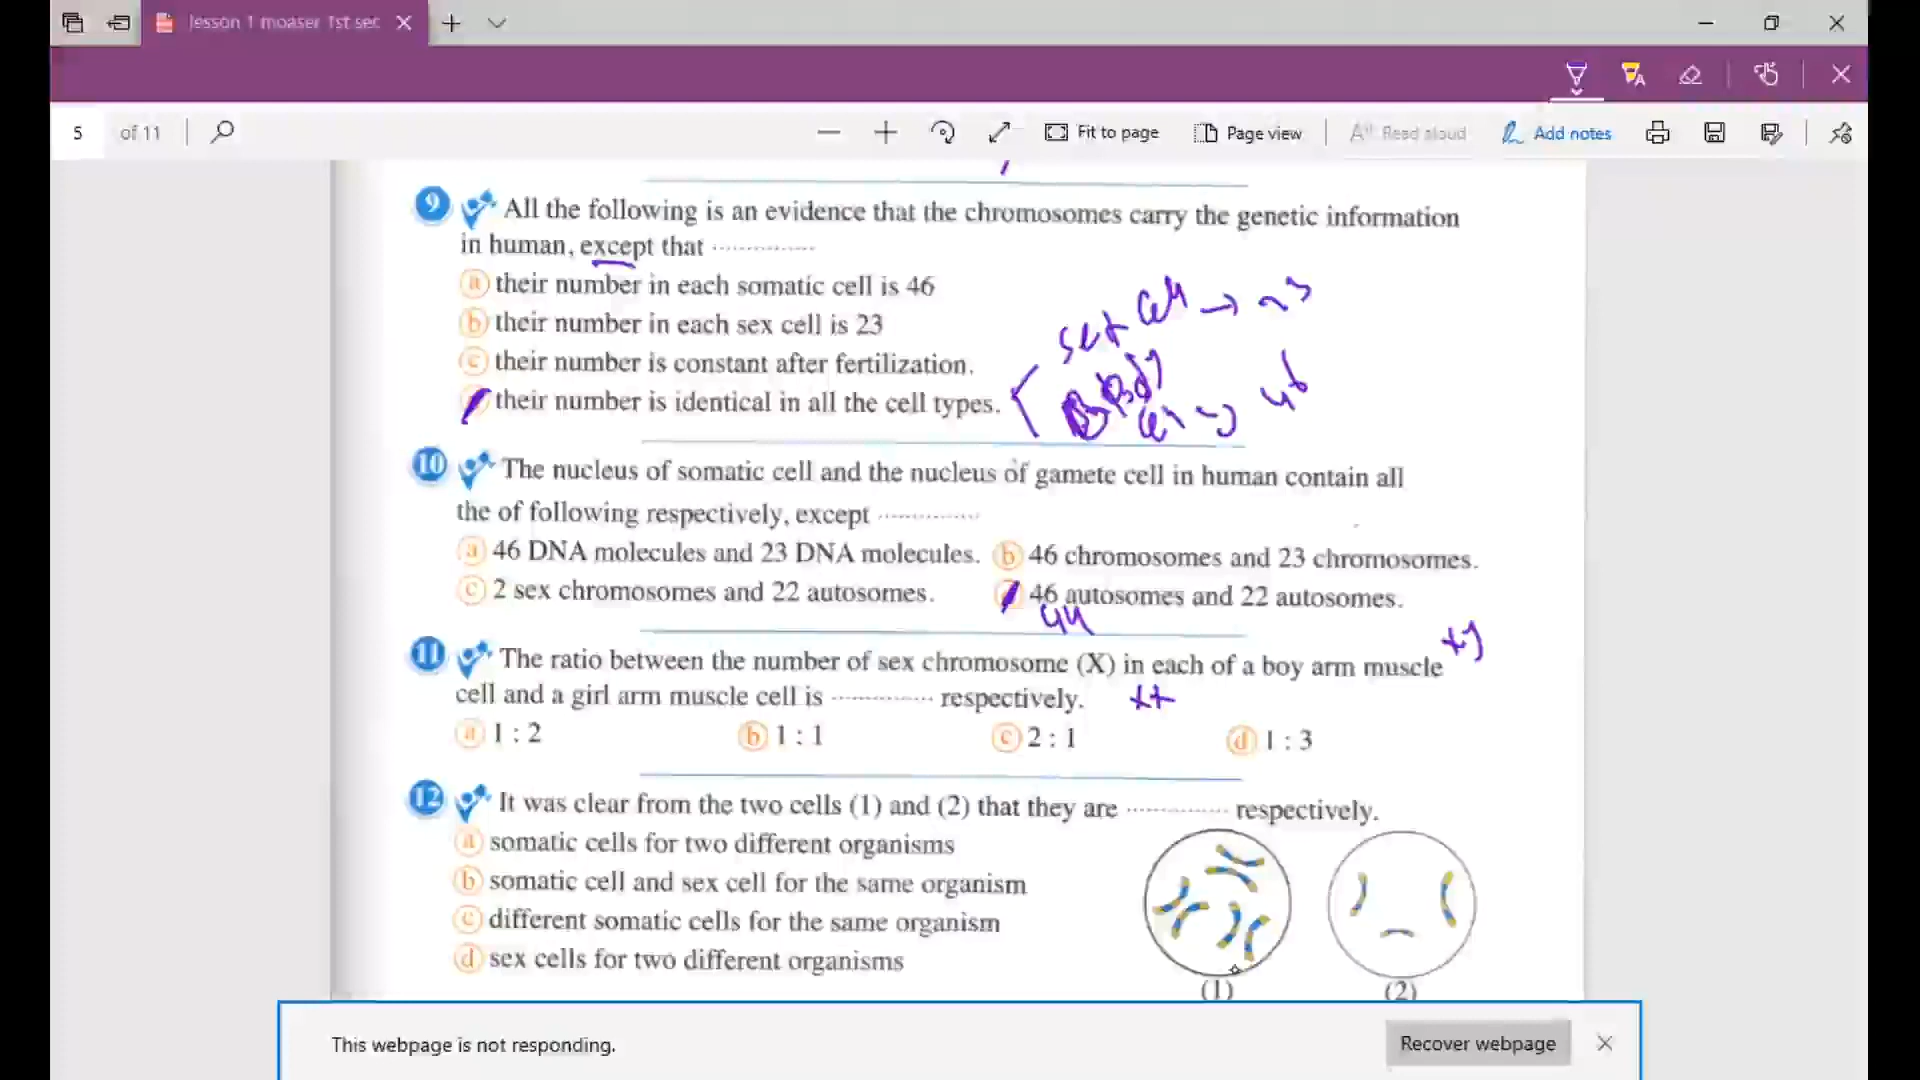 lesson 1 moaser 1st sec
5 of 11
Fit to page
Page view
Read aloud
Add notes
9 All the following is an evidence that the chromosomes carry the genetic information
in human, except that ..............
a their number in each somatic cell is 46
b their number in each sex cell is 23
c their number is constant after fertilization.
their number is identical in all the cell types.
sex cell → 23
Body
cell → 46
10 The nucleus of somatic cell and the nucleus of gamete cell in human contain all
the of following respectively, except ..............
a 46 DNA molecules and 23 DNA molecules. b 46 chromosomes and 23 chromosomes.
c 2 sex chromosomes and 22 autosomes. 46 autosomes and 22 autosomes.
44
xy
11 The ratio between the number of sex chromosome (X) in each of a boy arm muscle
cell and a girl arm muscle cell is .............. respectively. xx
a 1 : 2 b 1 : 1 c 2 : 1 d 1 : 3
12 It was clear from the two cells (1) and (2) that they are .............. respectively.
a somatic cells for two different organisms
b somatic cell and sex cell for the same organism
c different somatic cells for the same organism
d sex cells for two different organisms
(1) (2)
This webpage is not responding.
Recover webpage